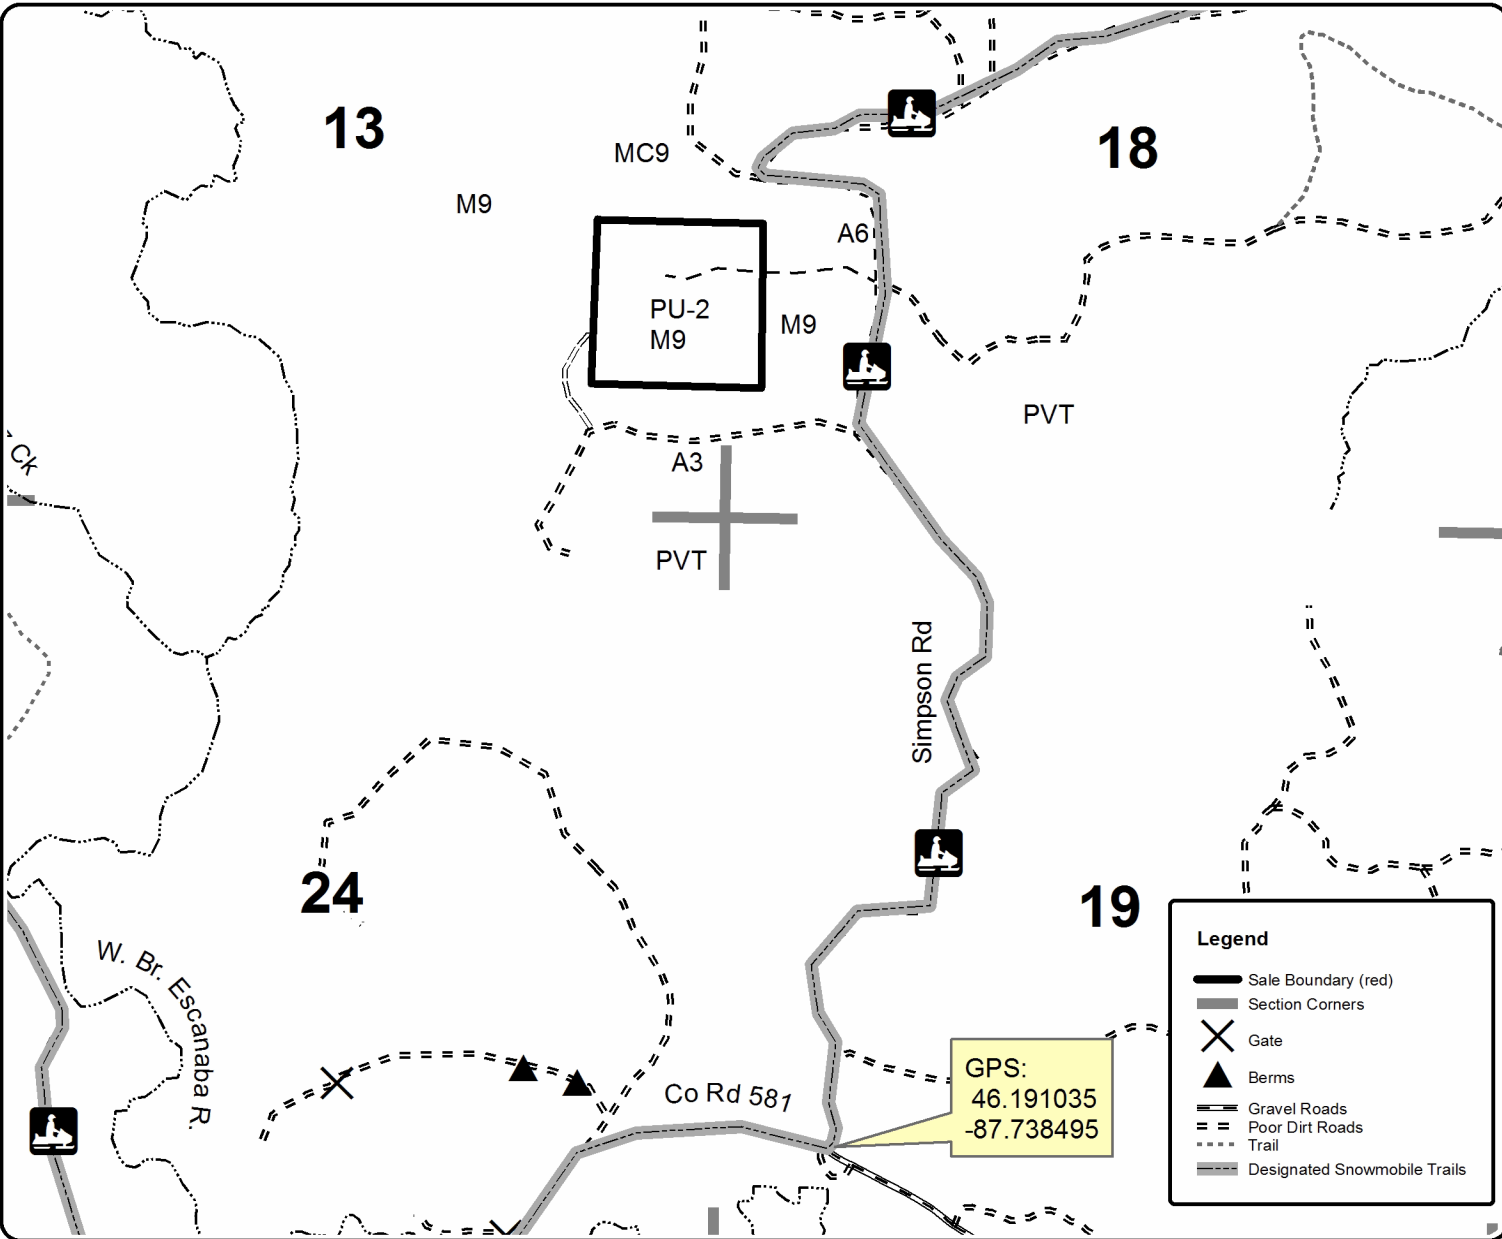 13
MC9
18
M9
A6
PU-2
M9
M9
PVT
Ck
A3
PVT
Simpson Rd
24
19
W. Br. Escanaba R.
Co Rd 581
GPS:
46.191035
-87.738495
Legend
Sale Boundary (red)
Section Corners
Gate
Berms
Gravel Roads
Poor Dirt Roads
Trail
Designated Snowmobile Trails